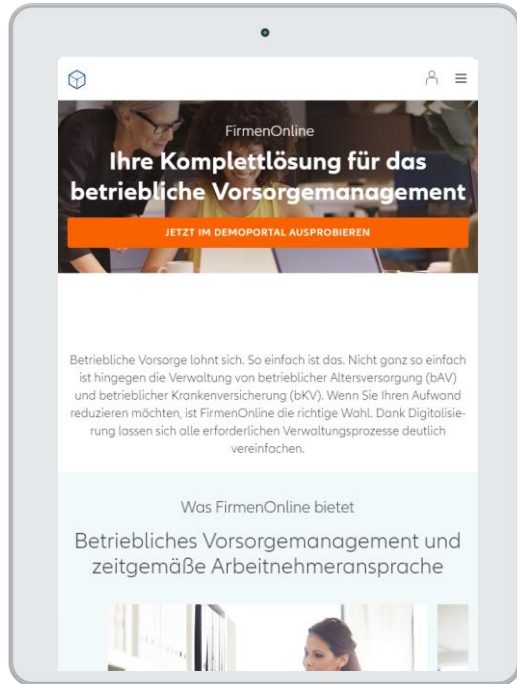 FirmenOnline
Ihre Komplettlösung für das
betriebliche Vorsorgemanagement
JETZT IM DEMOPORTAL AUSPROBIEREN
Betriebliche Vorsorge lohnt sich. So einfach ist das. Nicht ganz so einfach
ist hingegen die Verwaltung von betrieblicher Altersversorgung (bAV)
und betrieblicher Krankenversicherung (bKV). Wenn Sie Ihren Aufwand
reduzieren möchten, ist FirmenOnline die richtige Wahl. Dank Digitalisie-
rung lassen sich alle erforderlichen Verwaltungsprozesse deutlich
vereinfachen.
Was FirmenOnline bietet
Betriebliches Vorsorgemanagement und
zeitgemäße Arbeitnehmeransprache